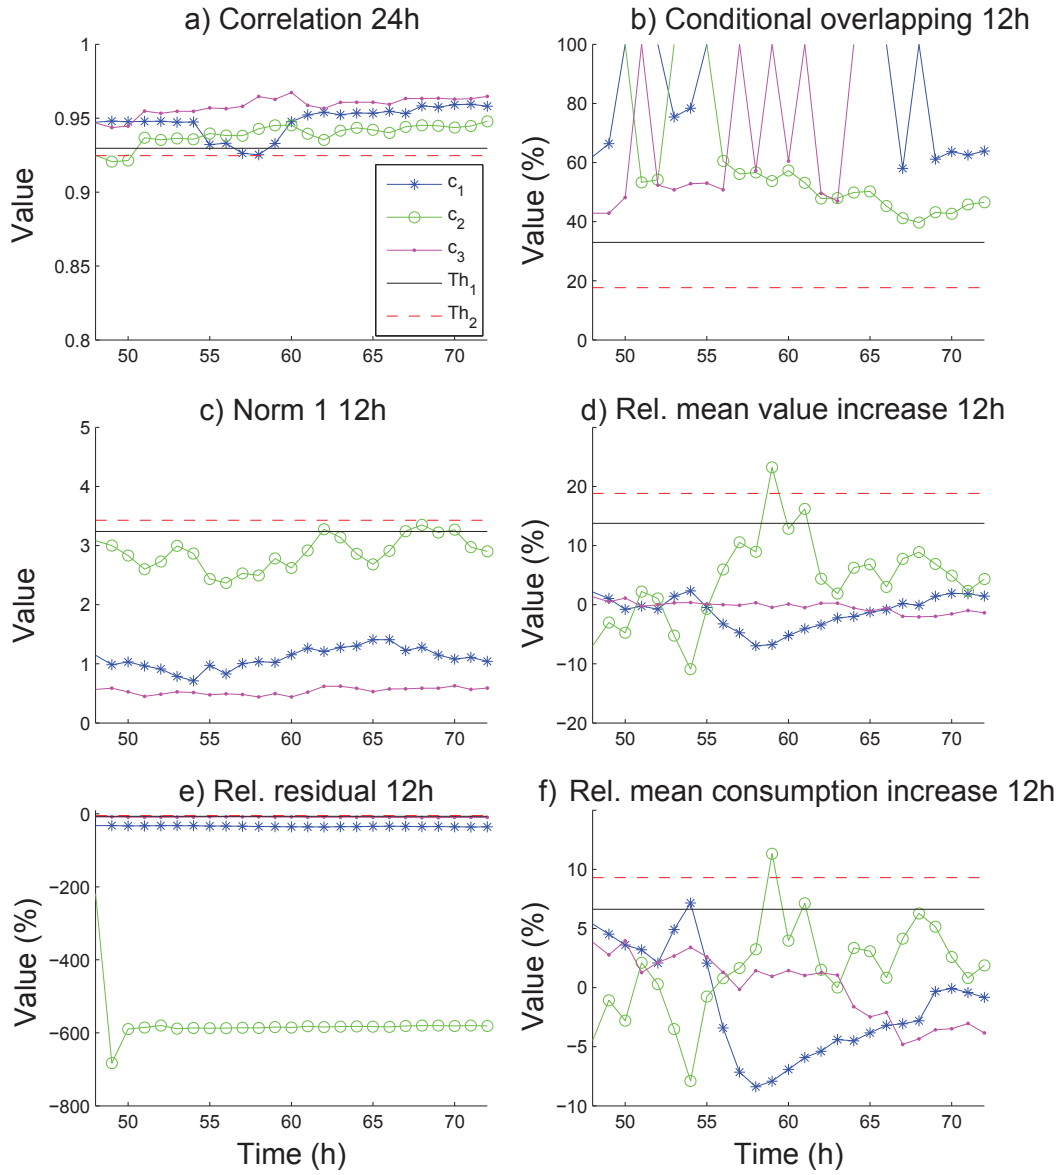 a) Correlation 24h
b) Conditional overlapping 12h
1
0.95
0.9
0.85
0.8
Value
50 55 60 65 70
c1
c2
c3
Th1
Th2
100
80
60
40
20
0
Value (%)
50 55 60 65 70
c) Norm 1 12h
d) Rel. mean value increase 12h
5
4
3
2
1
0
Value
50 55 60 65 70
20
10
0
−10
−20
Value (%)
50 55 60 65 70
e) Rel. residual 12h
f) Rel. mean consumption increase 12h
0
−200
−400
−600
−800
Value (%)
50 55 60 65 70
Time (h)
10
5
0
−5
−10
Value (%)
50 55 60 65 70
Time (h)